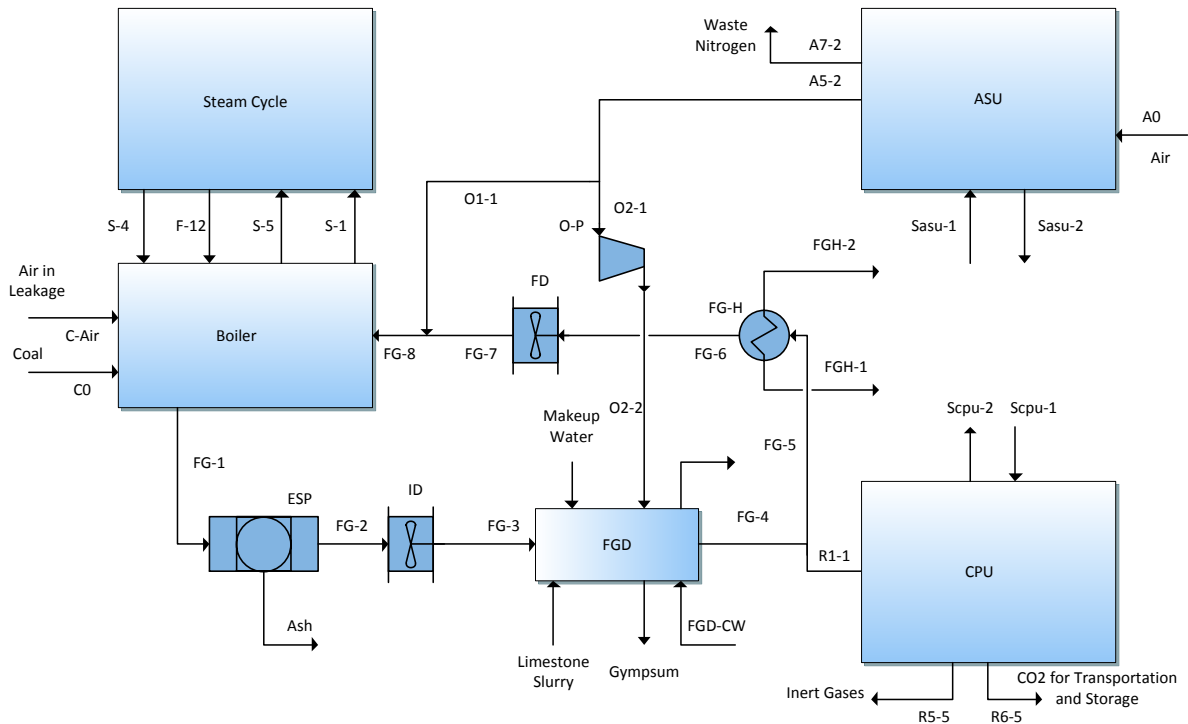 Waste
Nitrogen
A7-2
A5-2
Steam Cycle
ASU
A0
Air
O1-1
O2-1
S-4
F-12
S-5
S-1
O-P
Sasu-1
Sasu-2
FGH-2
Air in
Leakage
FD
FG-H
C-Air
Boiler
Coal
FG-8
FG-7
FG-6
FGH-1
C0
O2-2
Makeup
Water
Scpu-2
Scpu-1
FG-5
FG-1
ESP
ID
FG-2
FG-3
FG-4
FGD
R1-1
CPU
Ash
FGD-CW
Limestone
Slurry
Gympsum
Inert Gases
CO2 for Transportation
and Storage
R5-5
R6-5